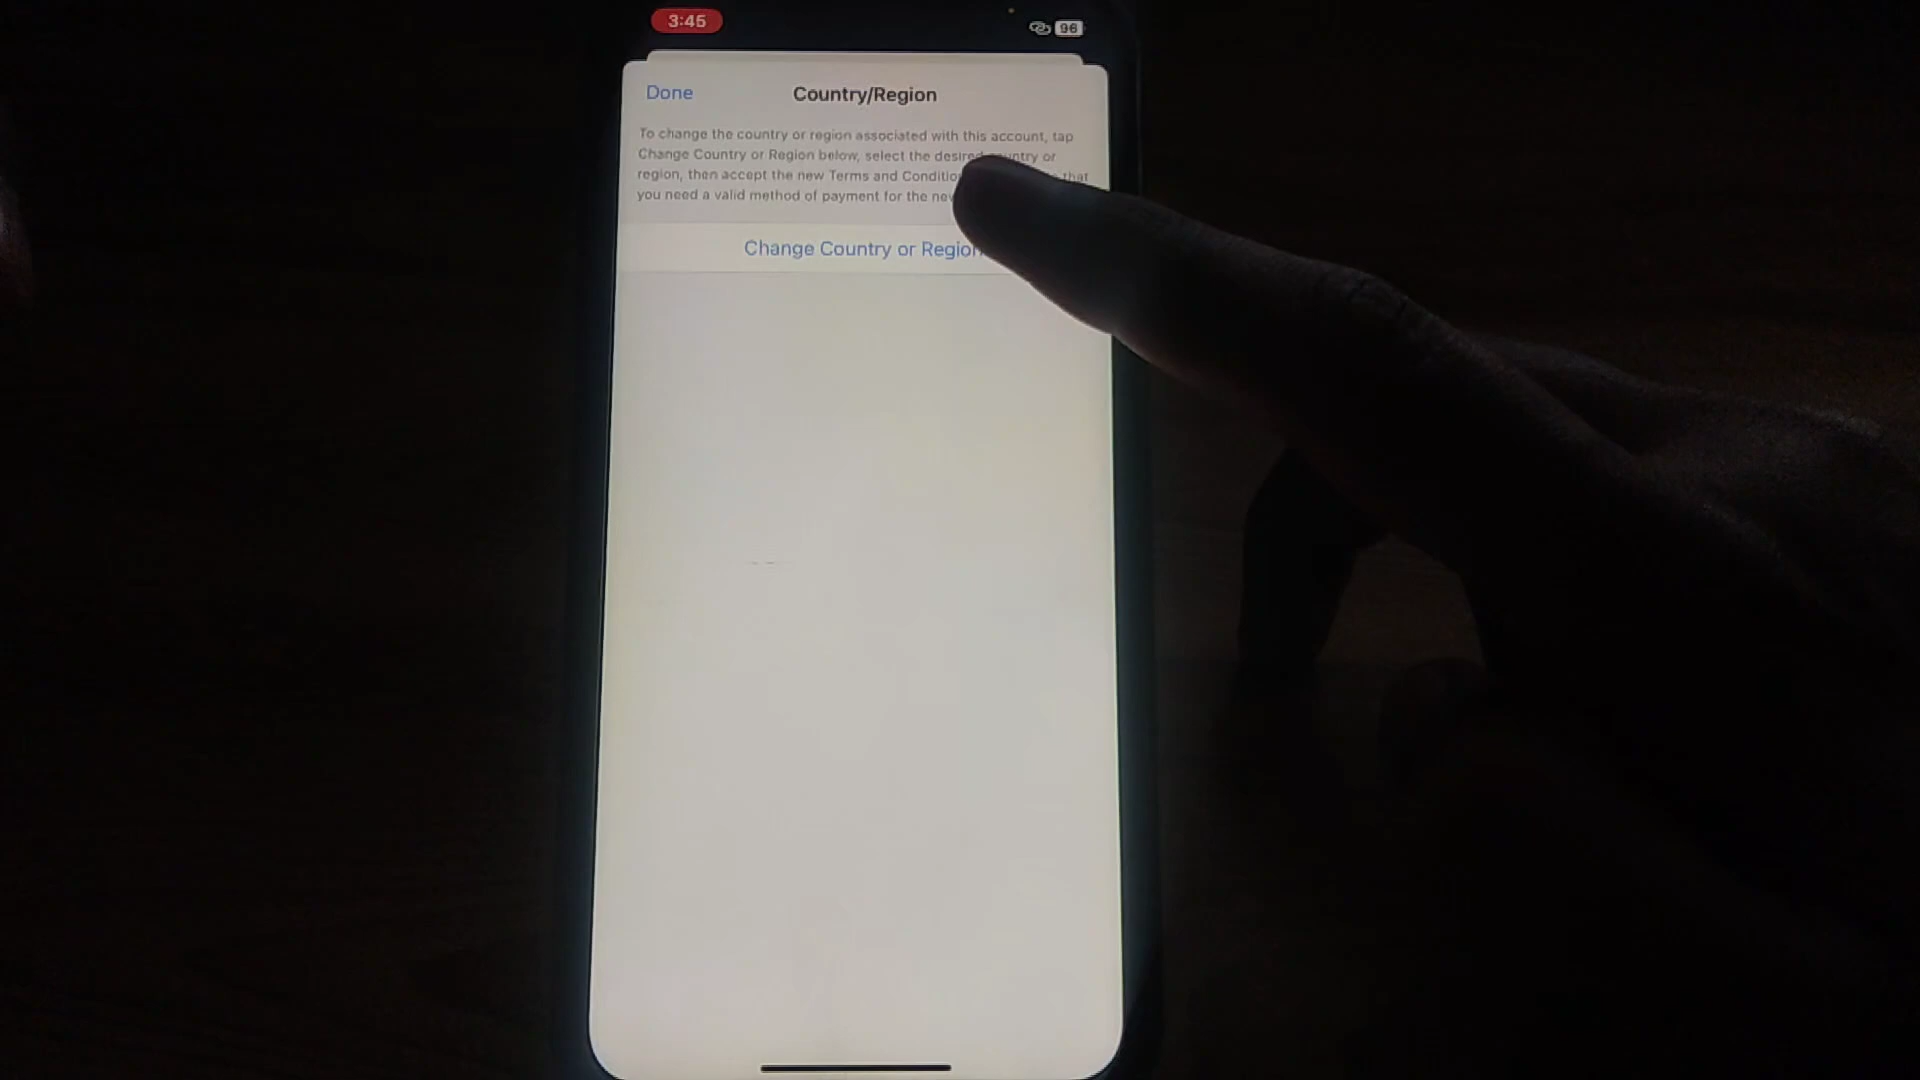 3:45
96
Done
Country/Region
To change the country or region associated with this account, tap
Change Country or Region below, select the desired country or
region, then accept the new Terms and that
you need a valid method of payment for the
Change Country or Region